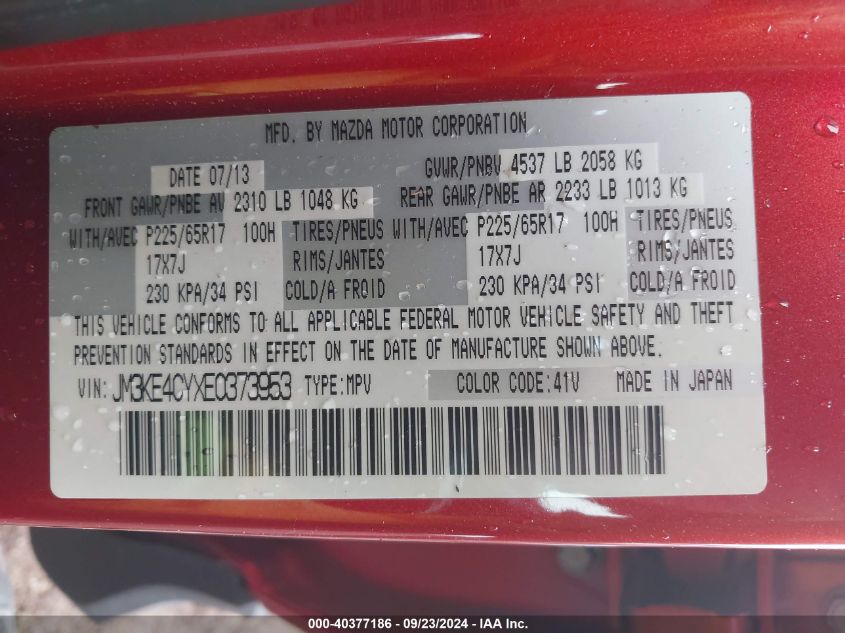 MFD. BY MAZDA MOTOR CORPORATION
DATE 07/13 GVWR/PNBV 4537 LB 2058 KG
FRONT GAWR/PNBE AV 2310 LB 1048 KG REAR GAWR/PNBE AR 2233 LB 1013 KG
WITH/AVEC P225/65R17 100H TIRES/PNEUS WITH/AVEC P225/65R17 100H TIRES/PNEUS
17X7J RIMS/JANTES 17X7J RIMS/JANTES
230 KPA/34 PSI COLD/A FROID 230 KPA/34 PSI COLD/A FROID
THIS VEHICLE CONFORMS TO ALL APPLICABLE FEDERAL MOTOR VEHICLE SAFETY AND THEFT
PREVENTION STANDARDS IN EFFECT ON THE DATE OF MANUFACTURE SHOWN ABOVE.
VIN: JM3KE4CYXE0373953 TYPE:MPV COLOR CODE:41V MADE IN JAPAN
000-40377186 - 09/23/2024 - IAA Inc.